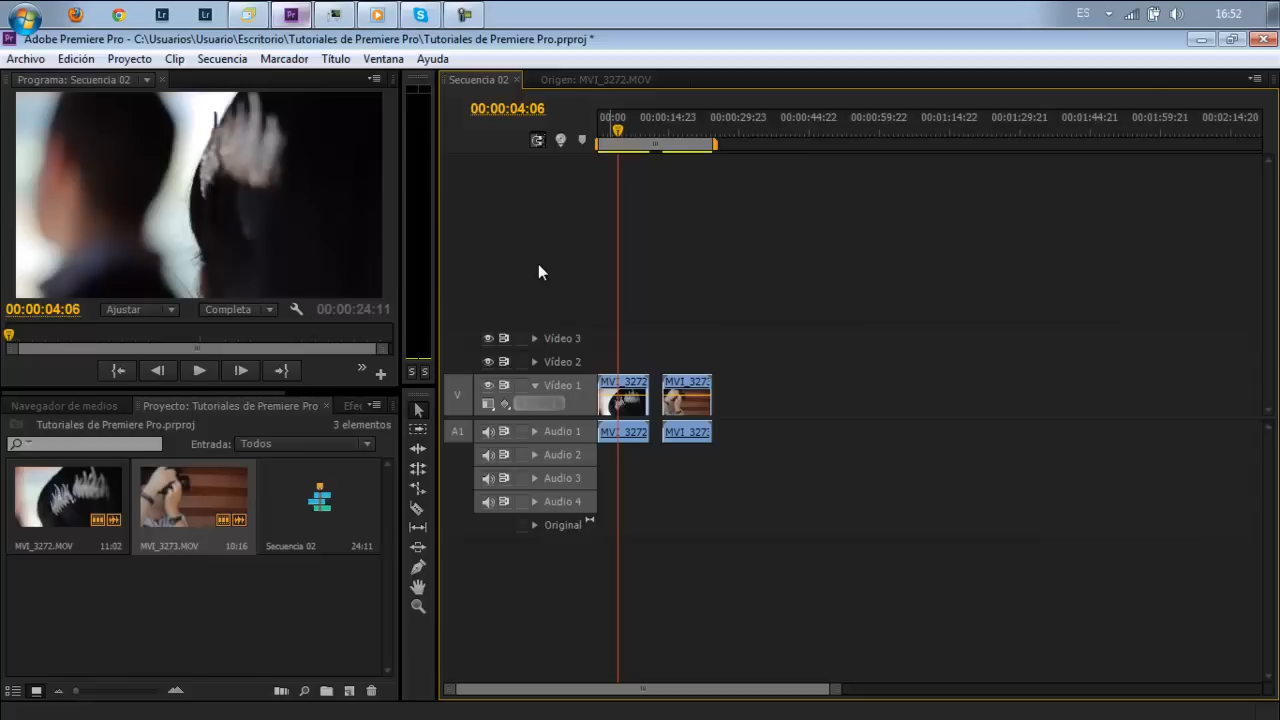 ES 16:52
Adobe Premiere Pro - C:\Usuarios\Usuario\Escritorio\Tutoriales de Premiere Pro\Tutoriales de Premiere Pro.prproj *
Archivo Edición Proyecto Clip Secuencia Marcador Título Ventana Ayuda
Programa: Secuencia 02
Secuencia 02 Origen: MVI_3272.MOV
00:00:04:06
00:00 00:00:14:23 00:00:29:23 00:00:44:22 00:00:59:22 00:01:14:22 00:01:29:21 00:01:44:21 00:01:59:21 00:02:14:20
00:00:04:06 Ajustar Completa 00:00:24:11
Vídeo 3
Vídeo 2
V Vídeo 1 MVI_3272 MVI_327
A1 Audio 1 MVI_3272 MVI_327
Audio 2
Audio 3
Audio 4
Original
S S
Navegador de medios Proyecto: Tutoriales de Premiere Pro Efe
Tutoriales de Premiere Pro.prproj 3 elementos
Entrada: Todos
MVI_3272.MOV 11:02 MVI_3273.MOV 10:16 Secuencia 02 24:11